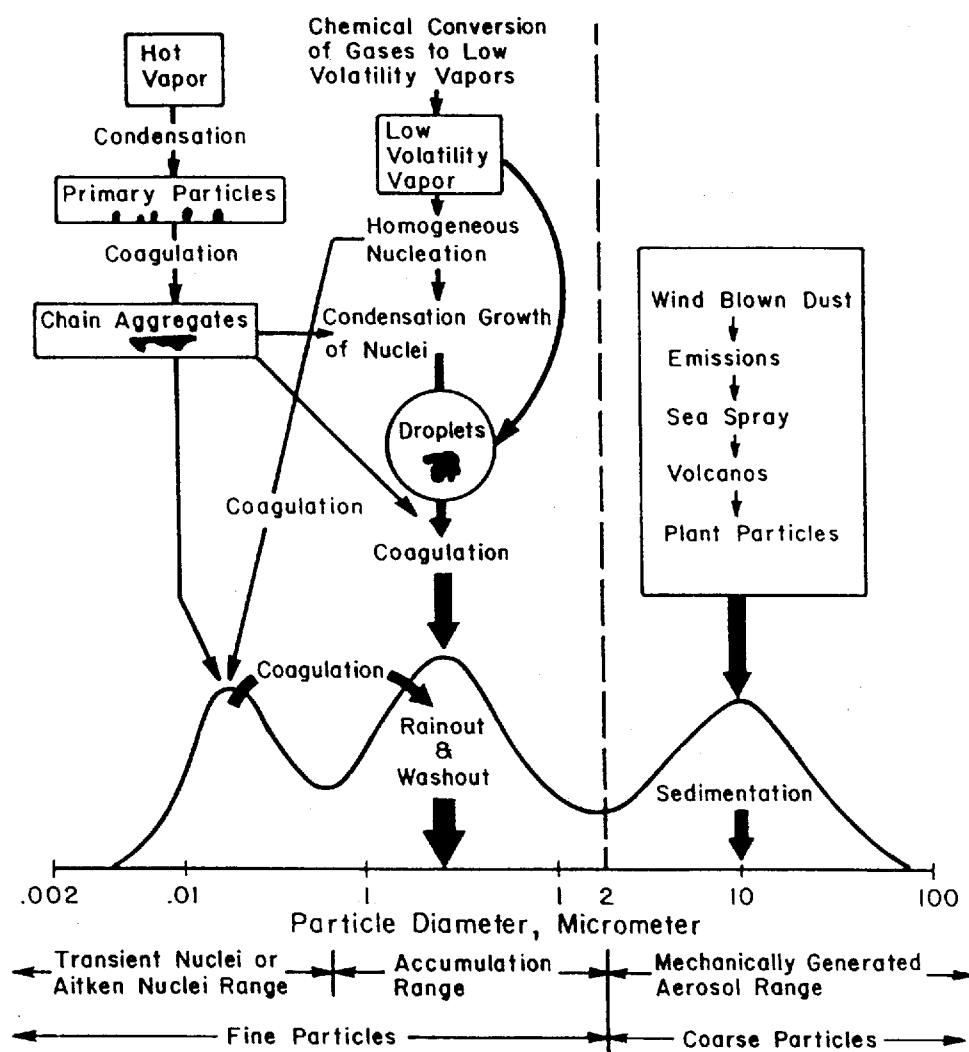 Hot
Vapor
Condensation
Primary Particles
Coagulation
Chain Aggregates
Chemical Conversion
of Gases to Low
Volatility Vapors
Low
Volatility
Vapor
Homogeneous
Nucleation
Condensation Growth
of Nuclei
Droplets
Coagulation
Coagulation
Coagulation
Rainout
&
Washout
Wind Blown Dust
Emissions
Sea Spray
Volcanos
Plant Particles
Sedimentation
.002 .01 .1 1 2 10 100
Particle Diameter, Micrometer
Transient Nuclei or
Aitken Nuclei Range
Accumulation
Range
Mechanically Generated
Aerosol Range
Fine Particles
Coarse Particles